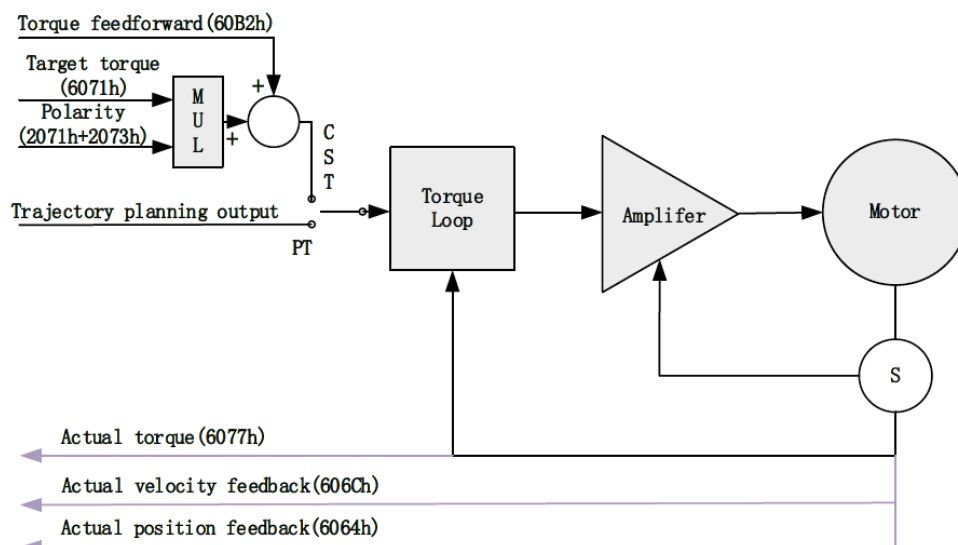 Torque feedforward(60B2h)
Target torque
(6071h)
Polarity
(2071h+2073h)
M
U
L
+
+
C
S
T
Trajectory planning output
PT
Torque
Loop
Amplifer
Motor
S
Actual torque(6077h)
Actual velocity feedback(606Ch)
Actual position feedback(6064h)